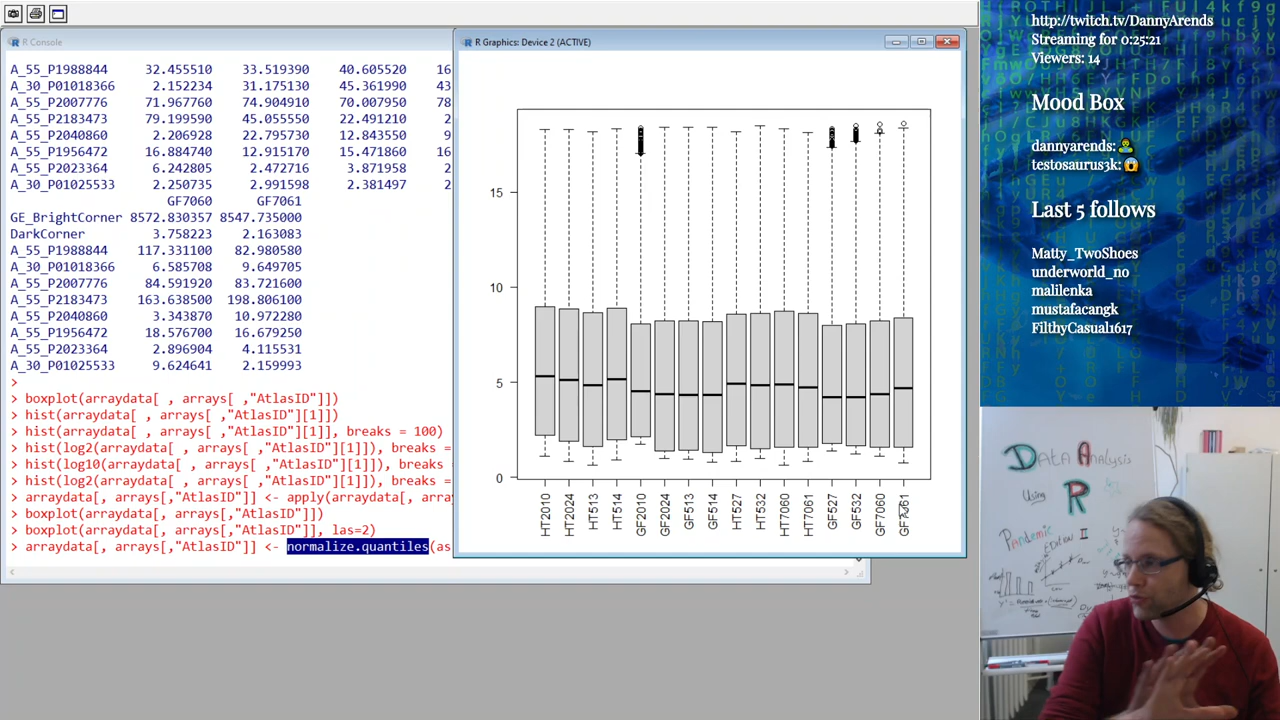 R Console
A_55_P1988844 32.455510 33.519390 40.605520 16
A_30_P01018366 2.152234 31.175130 45.361990 43
A_55_P2007776 71.967760 74.904910 70.007950 78
A_55_P2183473 79.199590 45.055550 22.491210 21
A_55_P2040860 2.206928 22.795730 12.843550 9
A_55_P1956472 16.884740 12.915170 15.471860 16
A_55_P2023364 6.242805 2.472716 3.871958 2
A_30_P01025533 2.250735 2.991598 2.381497 2
GF7060 GF7061
GE_BrightCorner 8572.830357 8547.735000
DarkCorner 3.758223 2.163083
A_55_P1988844 117.331100 82.980580
A_30_P01018366 6.585708 9.649705
A_55_P2007776 84.591920 83.721600
A_55_P2183473 163.638500 198.806100
A_55_P2040860 3.343870 10.972280
A_55_P1956472 18.576700 16.679250
A_55_P2023364 2.896904 4.115531
A_30_P01025533 9.624641 2.159993
>
> boxplot(arraydata[ , arrays[ ,"AtlasID"]])
> hist(arraydata[ , arrays[ ,"AtlasID"][1]])
> hist(arraydata[ , arrays[ ,"AtlasID"][1]], breaks = 100)
> hist(log2(arraydata[ , arrays[ ,"AtlasID"][1]]), breaks =
> hist(log10(arraydata[ , arrays[ ,"AtlasID"][1]]), breaks =
> hist(log2(arraydata[ , arrays[ ,"AtlasID"][1]]), breaks =
> arraydata[, arrays[,"AtlasID"]] <- apply(arraydata[, arra
> boxplot(arraydata[ , arrays[ ,"AtlasID"]])
> boxplot(arraydata[ , arrays[ ,"AtlasID"]], las=2)
> arraydata[, arrays[,"AtlasID"]] <- normalize.quantiles(as
R Graphics: Device 2 (ACTIVE)
15
10
5
0
HT2010
HT2024
HT513
HT514
GF2010
GF2024
GF513
GF514
HT527
HT532
HT7060
HT7061
GF527
GF532
GF7060
GF7061
http://twitch.tv/DannyArends
Streaming for 0:25:21
Viewers: 14
Mood Box
dannyarends:
testosaurus3k:
Last 5 follows
Matty_TwoShoes
underworld_no
malilenka
mustafacangk
FilthyCasual1617
DATA ANALYSIS
Using R
Pandemic
EDITION II